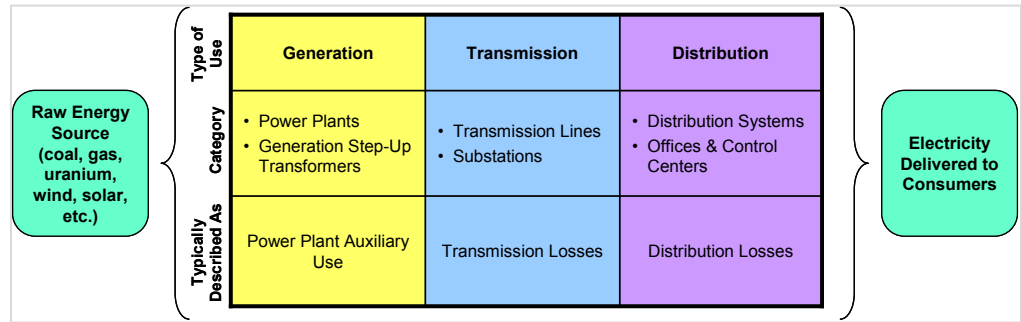 Raw Energy
Source
(coal, gas,
uranium,
wind, solar,
etc.)
Type of
Use
Generation
Transmission
Distribution
Category
• Power Plants
• Generation Step-Up
Transformers
• Transmission Lines
• Substations
• Distribution Systems
• Offices & Control
Centers
Typically
Described As
Power Plant Auxiliary
Use
Transmission Losses
Distribution Losses
Electricity
Delivered to
Consumers